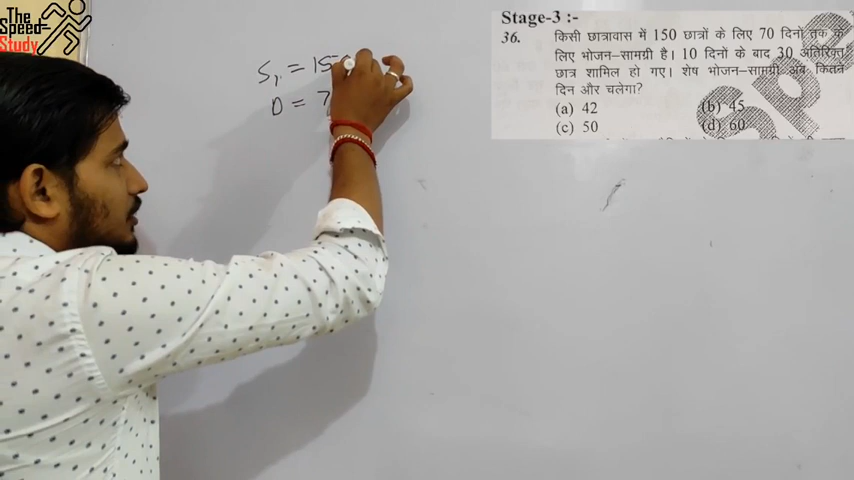 The
Speed
Study
S₁ = 15
D = 7
Stage-3 :-
36. किसी छात्रावास में 150 छात्रों के लिए 70 दिनों तक के
लिए भोजन–सामग्री है। 10 दिनों के बाद 30 अतिरिक्त
छात्र शामिल हो गए। शेष भोजन–सामग्री अब कितने
दिन और चलेगा?
(a) 42 (b) 45
(c) 50 (d) 60